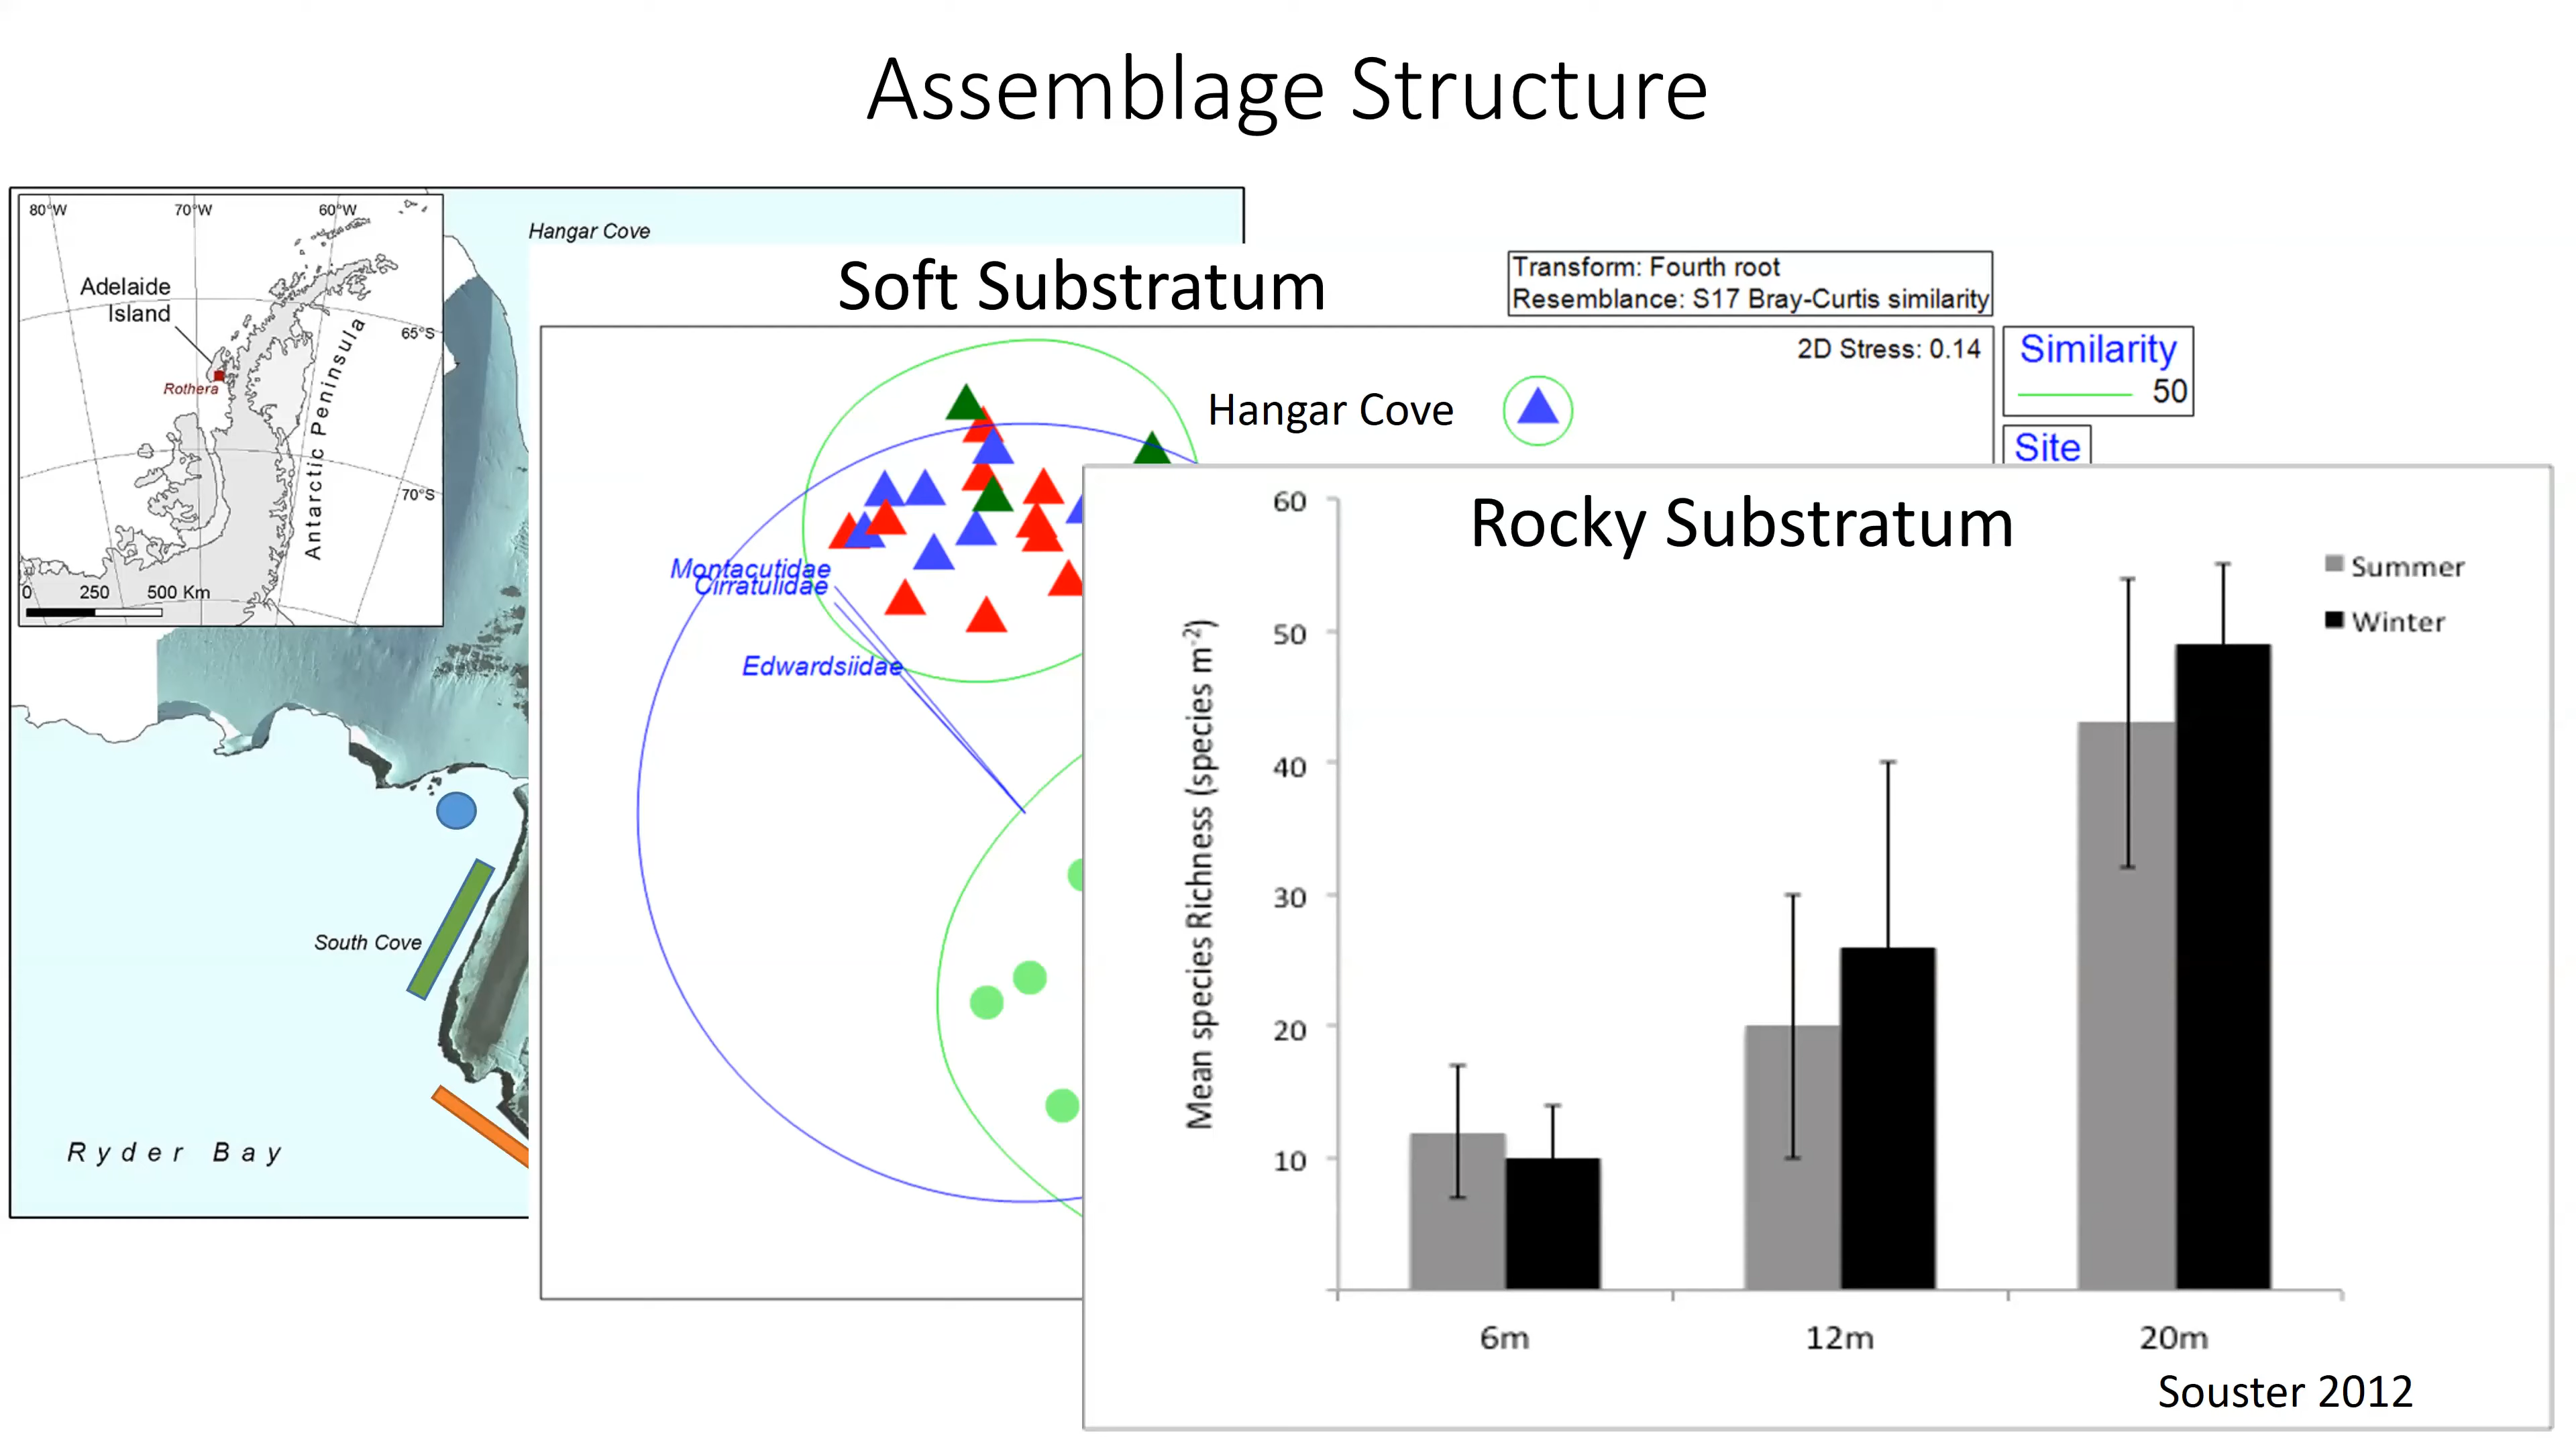 Assemblage Structure
80°W
70°W
60°W
Adelaide
Island
Rothera
Antarctic Peninsula
65°S
70°S
0 250 500 Km
Hangar Cove
South Cove
Ryder Bay
Soft Substratum
Transform: Fourth root
Resemblance: S17 Bray-Curtis similarity
2D Stress: 0.14
Similarity
50
Site
Hangar Cove
Montacutidae
Cirratulidae
Edwardsiidae
Rocky Substratum
Summer
Winter
Mean species Richness (species m⁻²)
60
50
40
30
20
10
6m
12m
20m
Souster 2012